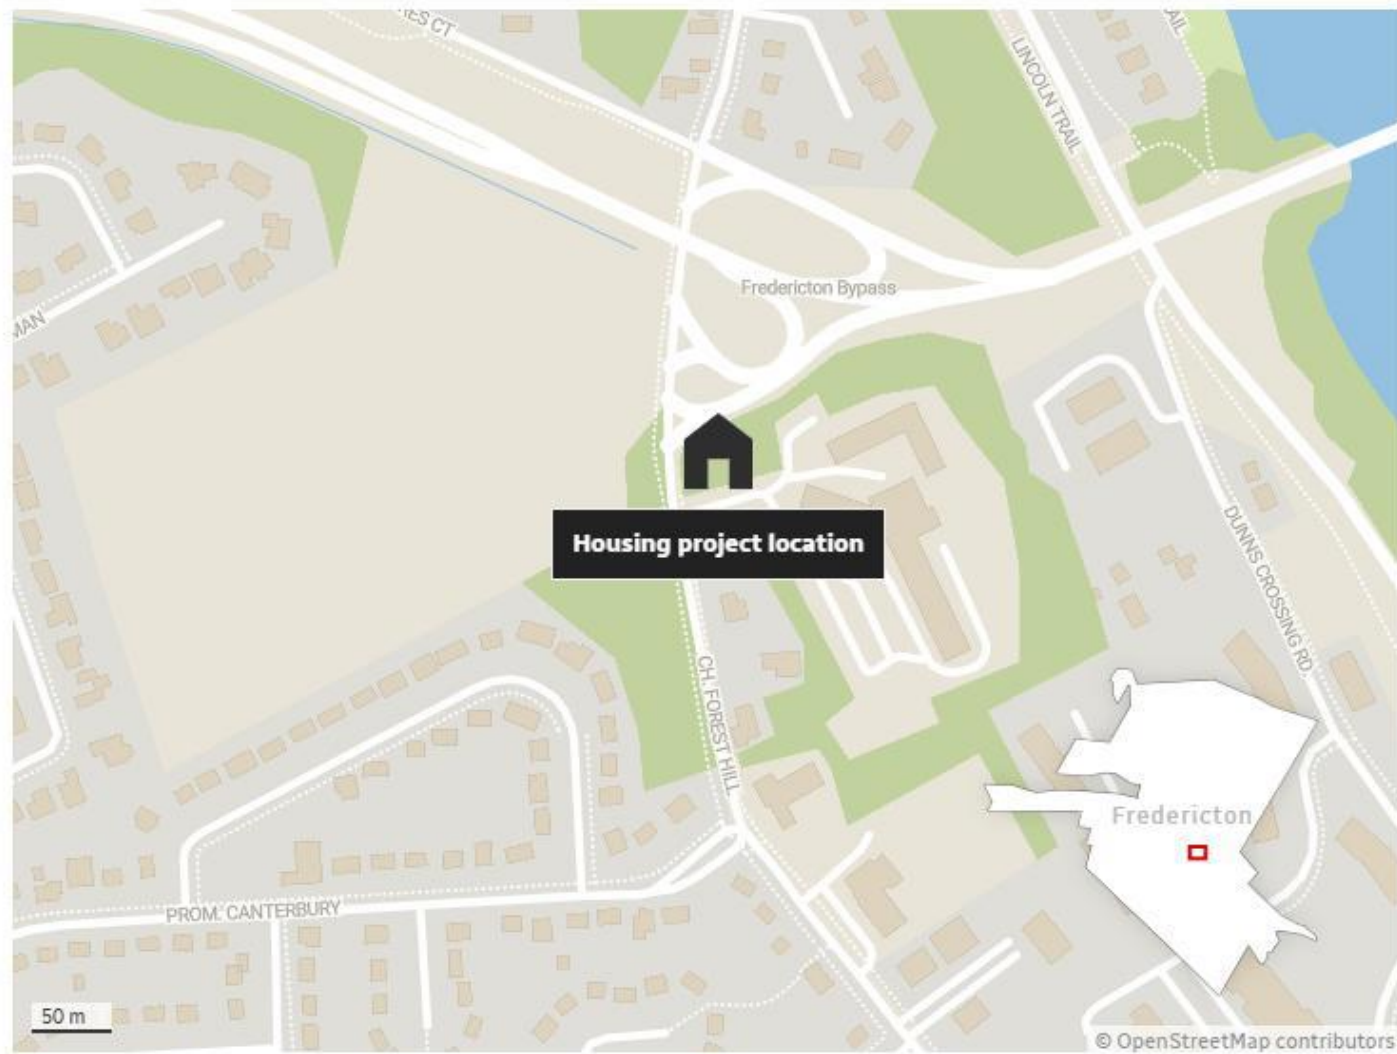 LINCOLN TRAIL
Fredericton Bypass
Housing project location
DUNNS CROSSING RD.
CH. FOREST HILL
Fredericton
PROM. CANTERBURY
50 m
© OpenStreetMap contributors